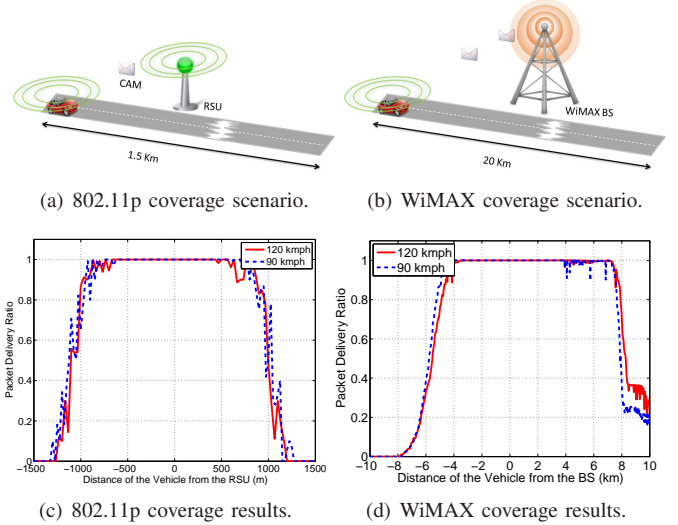 CAM
RSU
1.5 Km
WiMAX BS
20 Km
(a) 802.11p coverage scenario.
(b) WiMAX coverage scenario.
Packet Delivery Ratio
1
0.8
0.6
0.4
0.2
0
120 kmph
90 kmph
−1500 −1000 −500 0 500 1000 1500
Distance of the Vehicle from the RSU (m)
Packet Delivery Ratio
1
0.8
0.6
0.4
0.2
0
120 kmph
90 kmph
−10 −8 −6 −4 −2 0 2 4 6 8 10
Distance of the Vehicle from the BS (km)
(c) 802.11p coverage results.
(d) WiMAX coverage results.